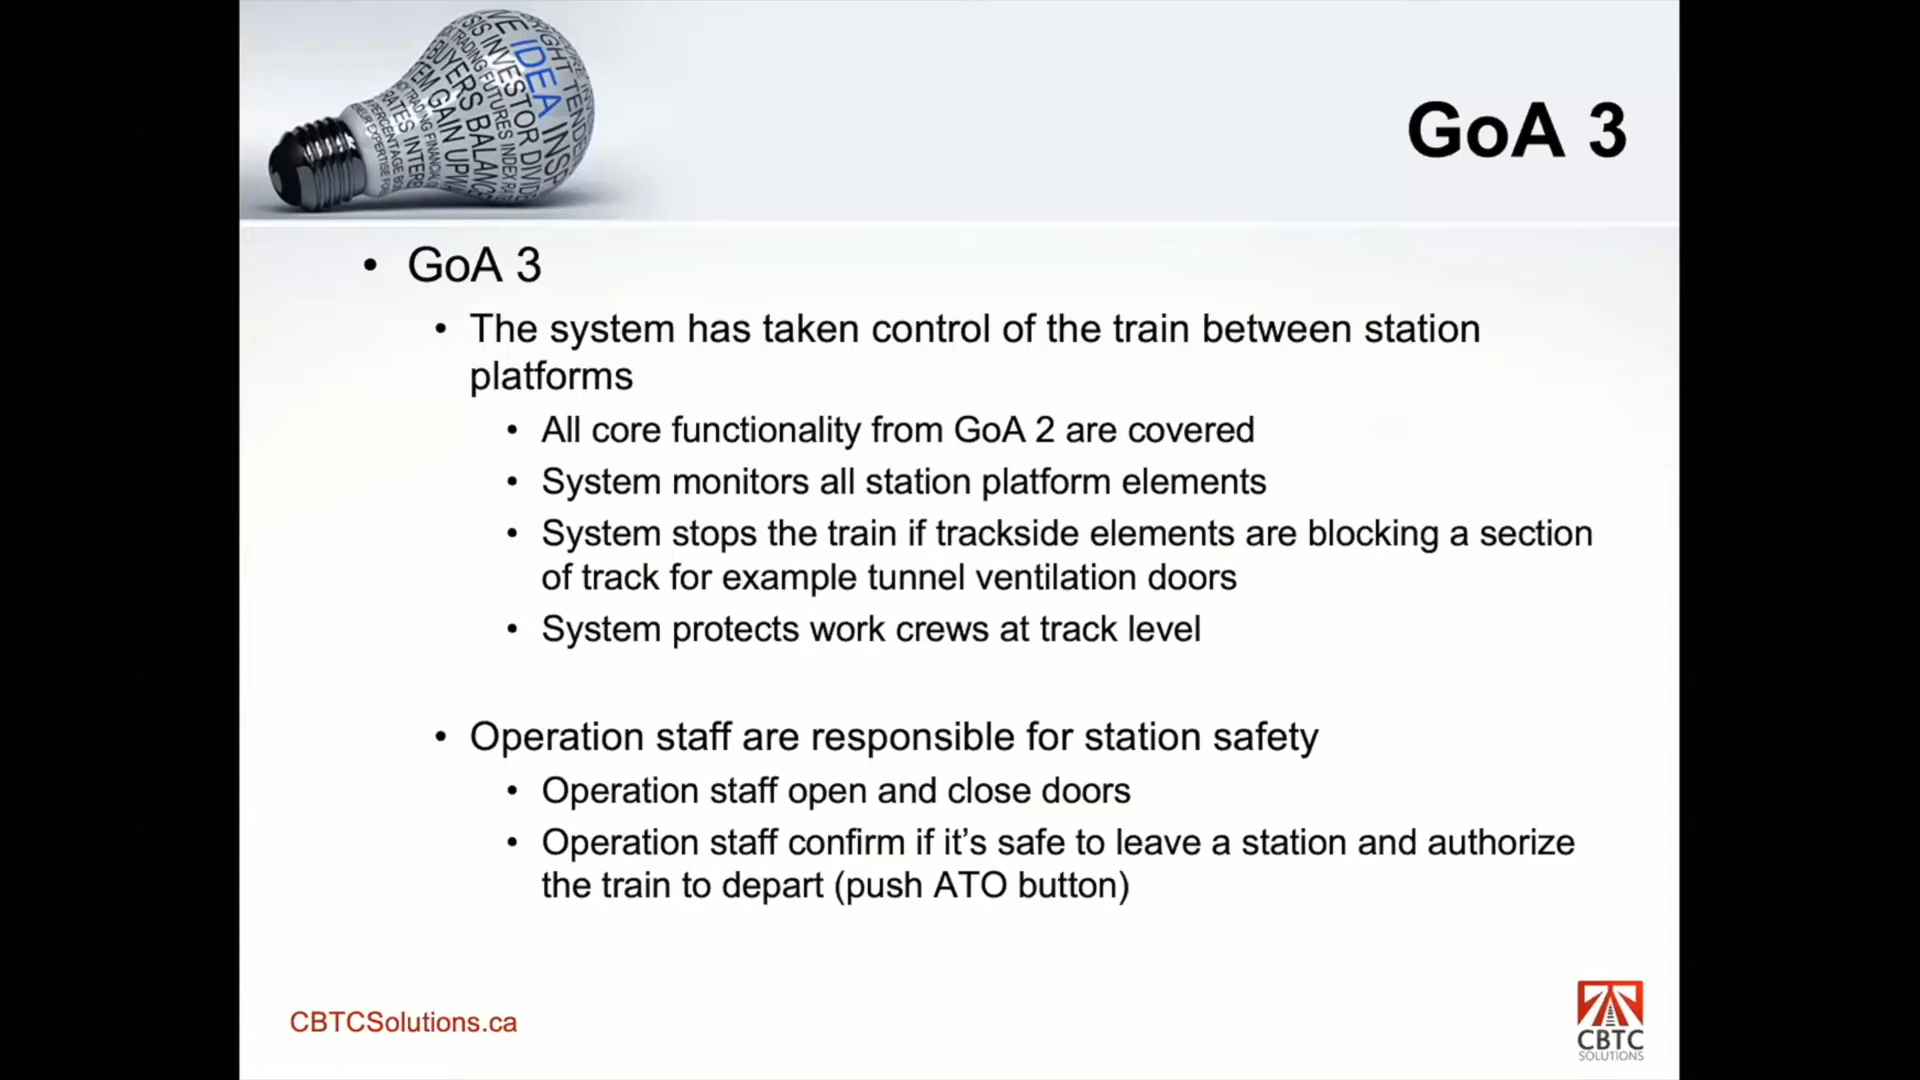 IDEA
INVESTOR
BUYERS BALANC
GAIN
GoA 3
• GoA 3
• The system has taken control of the train between station
platforms
• All core functionality from GoA 2 are covered
• System monitors all station platform elements
• System stops the train if trackside elements are blocking a section
of track for example tunnel ventilation doors
• System protects work crews at track level
• Operation staff are responsible for station safety
• Operation staff open and close doors
• Operation staff confirm if it’s safe to leave a station and authorize
the train to depart (push ATO button)
CBTCSolutions.ca
CBTC
SOLUTIONS